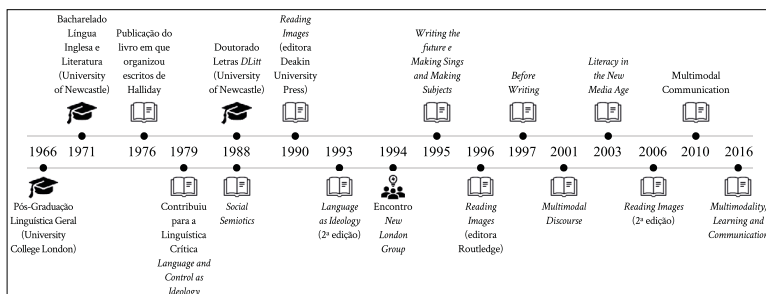 Bacharelado
Língua
Inglesa e
Literatura
(University
of Newcastle)
Publicação do
livro em que
organizou
escritos de
Halliday
Doutorado
Letras DLitt
(University
of Newcastle)
Reading
Images
(editora
Deakin
University
Press)
Writing the
future e
Making Sings
and Making
Subjects
Before
Writing
Literacy in
the New
Media Age
Multimodal
Communication
1966 1971 1976 1979 1988 1990 1993 1994 1995 1996 1997 2001 2003 2006 2010 2016
Pós-Graduação
Linguística Geral
(University
College London)
Contribuiu
para a
Linguística
Crítica
Language and
Control as
Ideology
Social
Semiotics
Language
as Ideology
(2ª edição)
Encontro
New
London
Group
Reading
Images
(editora
Routledge)
Multimodal
Discourse
Reading Images
(2ª edição)
Multimodality,
Learning and
Communication